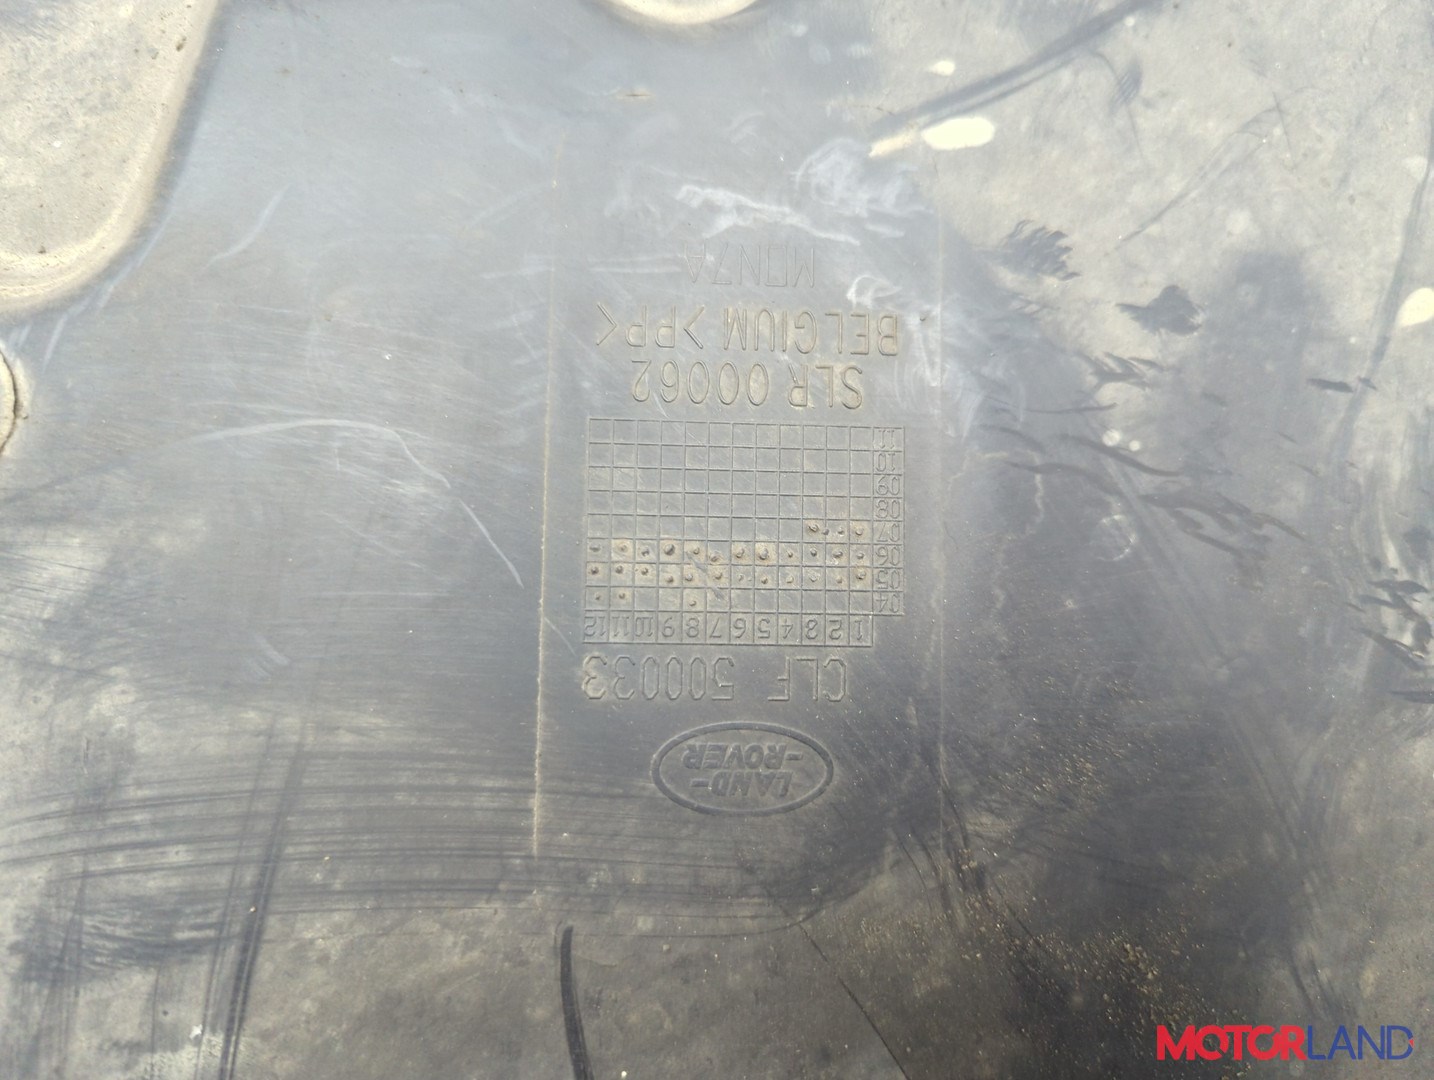 LAND-
-ROVER
CLF 500033
1 2 3 4 5 6 7 8 9 10 11 12
04
05
06
07
08
09
10
11
SLR 00062
BELGIUM >PP<
MON7A
MOTORLAND